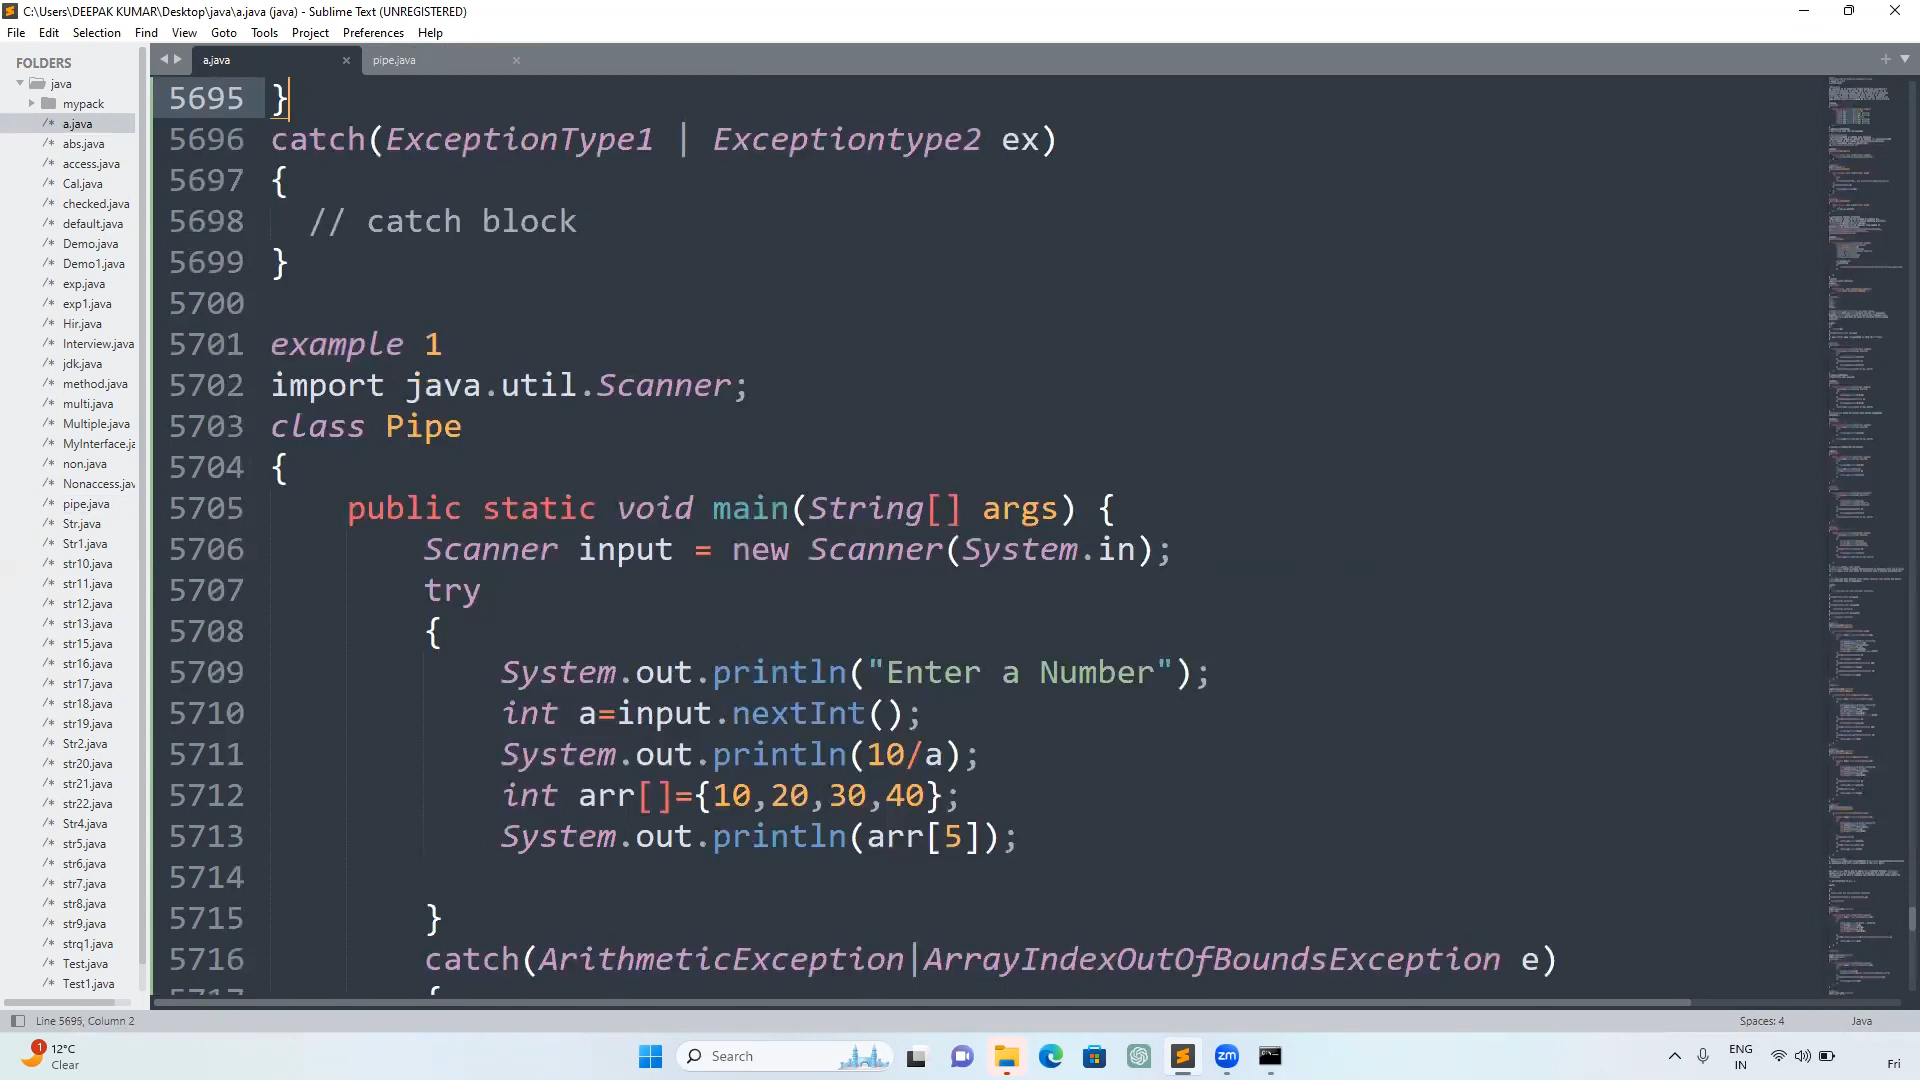 C:\Users\DEEPAK KUMAR\Desktop\java\a.java (java) - Sublime Text (UNREGISTERED)
File Edit Selection Find View Goto Tools Project Preferences Help
FOLDERS
java
mypack
a.java
abs.java
access.java
Cal.java
checked.java
default.java
Demo.java
Demo1.java
exp.java
exp1.java
Hir.java
Interview.java
jdk.java
method.java
multi.java
Multiple.java
MyInterface.ja
non.java
Nonaccess.jav
pipe.java
Str.java
Str1.java
str10.java
str11.java
str12.java
str13.java
str15.java
str16.java
str17.java
str18.java
str19.java
Str2.java
str20.java
str21.java
str22.java
Str4.java
str5.java
str6.java
str7.java
str8.java
str9.java
strq1.java
Test.java
Test1.java
a.java pipe.java
5695 }
5696 catch(ExceptionType1 | Exceptiontype2 ex)
5697 {
5698 // catch block
5699 }
5700
5701 example 1
5702 import java.util.Scanner;
5703 class Pipe
5704 {
5705 public static void main(String[] args) {
5706 Scanner input = new Scanner(System.in);
5707 try
5708 {
5709 System.out.println("Enter a Number");
5710 int a=input.nextInt();
5711 System.out.println(10/a);
5712 int arr[]={10,20,30,40};
5713 System.out.println(arr[5]);
5714
5715 }
5716 catch(ArithmeticException|ArrayIndexOutOfBoundsException e)
Line 5695, Column 2 Spaces: 4 Java
1 12°C
Clear
Search
zm
ENG
IN
Fri